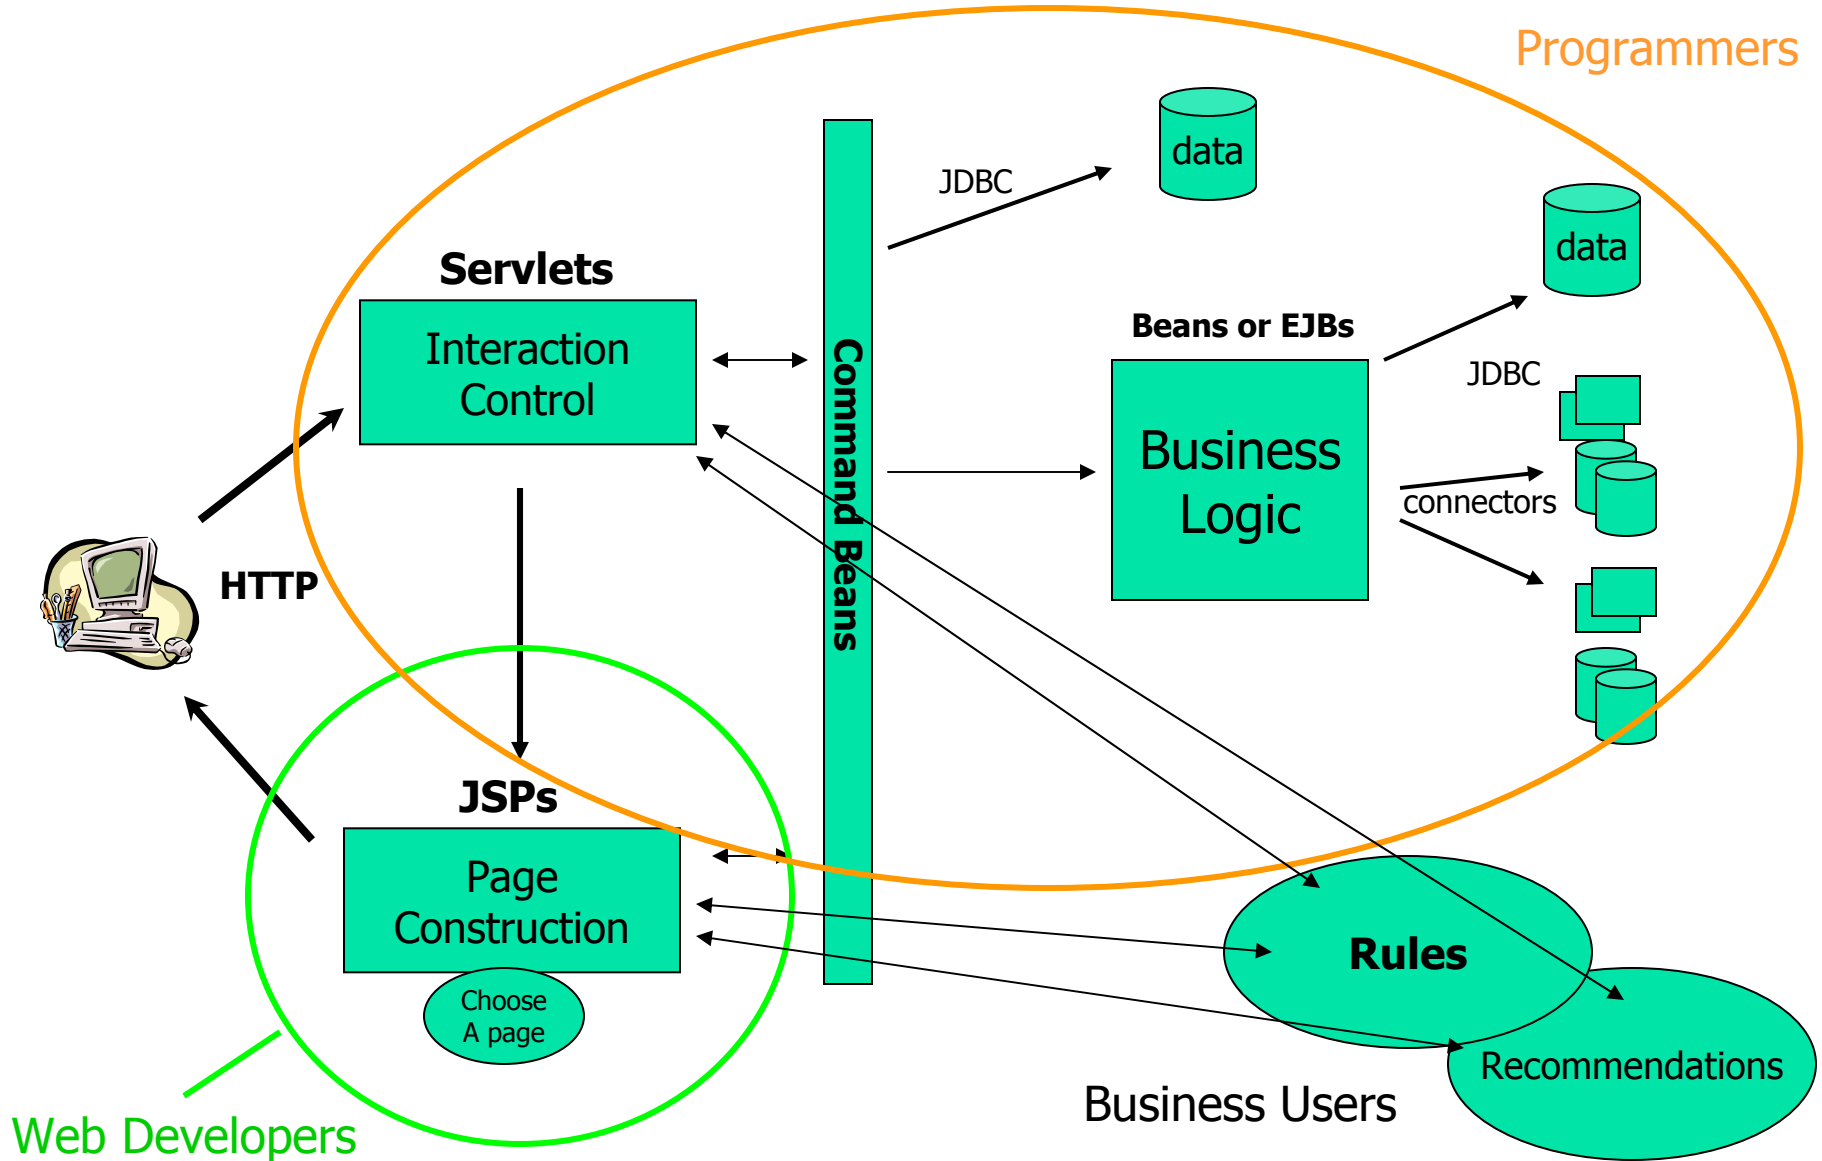 Programmers
data
JDBC
data
Servlets
Interaction
Control
Beans or EJBs
JDBC
Command Beans
Business
Logic
connectors
HTTP
JSPs
Page
Construction
Choose
A page
Rules
Recommendations
Business Users
Web Developers